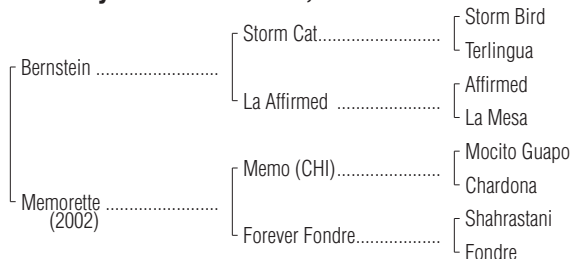 Storm Bird
Storm Cat........................
Terlingua
Bernstein ........................
Affirmed
La Affirmed ....................
La Mesa
Mocito Guapo
Memo (CHI)....................
Chardona
Memorette ......................
(2002)
Shahrastani
Forever Fondre................
Fondre